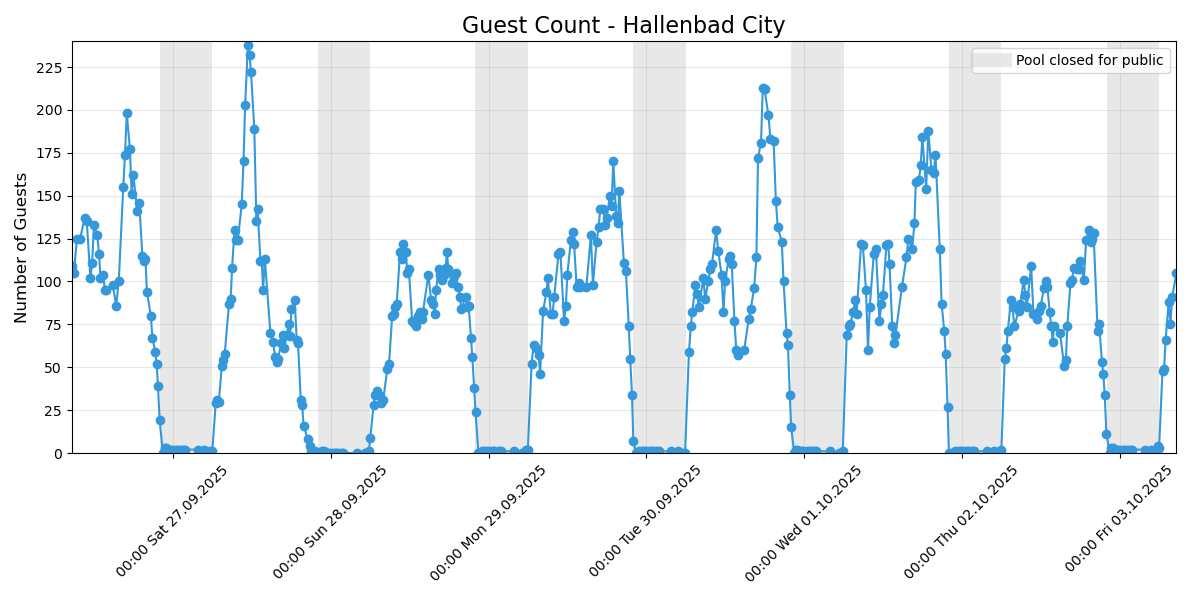 Guest Count - Hallenbad City
Pool closed for public
Number of Guests
225
200
175
150
125
100
75
50
25
0
00:00 Sat 27.09.2025
00:00 Sun 28.09.2025
00:00 Mon 29.09.2025
00:00 Tue 30.09.2025
00:00 Wed 01.10.2025
00:00 Thu 02.10.2025
00:00 Fri 03.10.2025